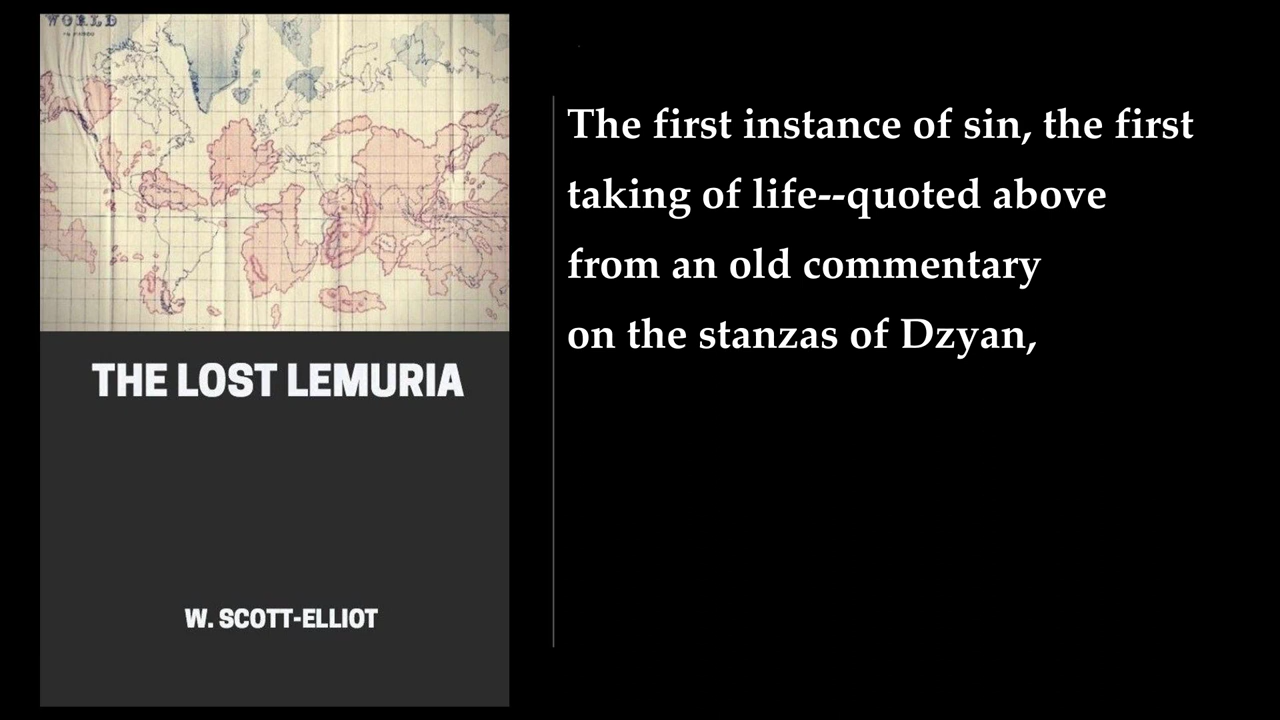 WORLD
THE LOST LEMURIA
W. SCOTT-ELLIOT
The first instance of sin, the first
taking of life--quoted above
from an old commentary
on the stanzas of Dzyan,